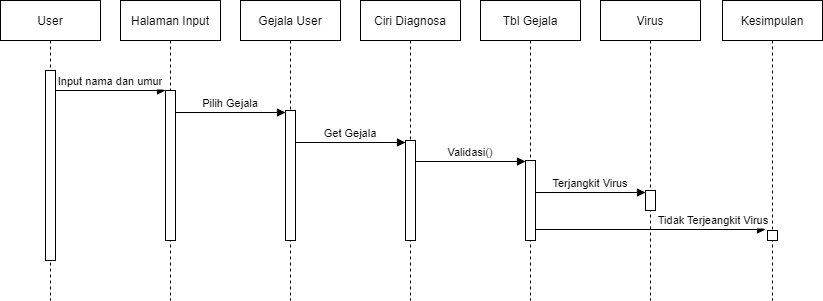 User
Halaman Input
Gejala User
Ciri Diagnosa
Tbl Gejala
Virus
Kesimpulan
Input nama dan umur
Pilih Gejala
Get Gejala
Validasi()
Terjangkit Virus
Tidak Terjeangkit Virus